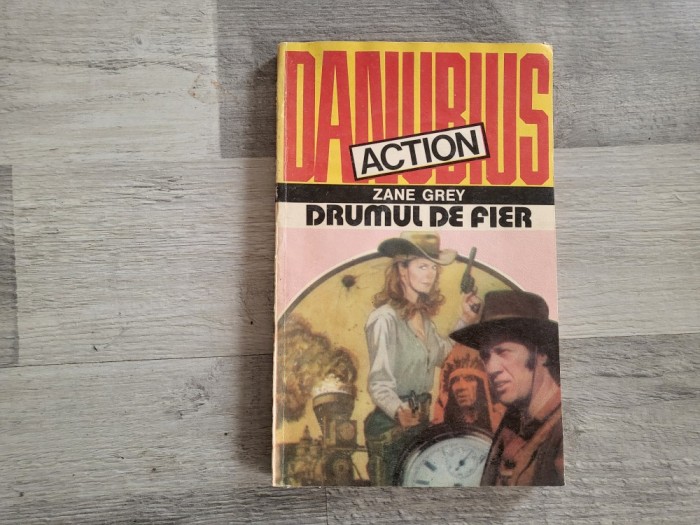 DANUBIUS
ACTION
ZANE GREY
DRUMUL DE FIER